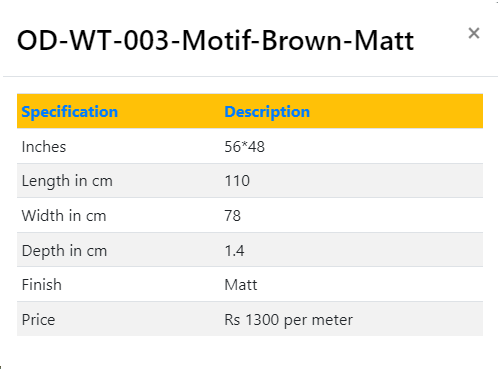 OD-WT-003-Motif-Brown-Matt ×
Specification Description
Inches 56*48
Length in cm 110
Width in cm 78
Depth in cm 1.4
Finish Matt
Price Rs 1300 per meter